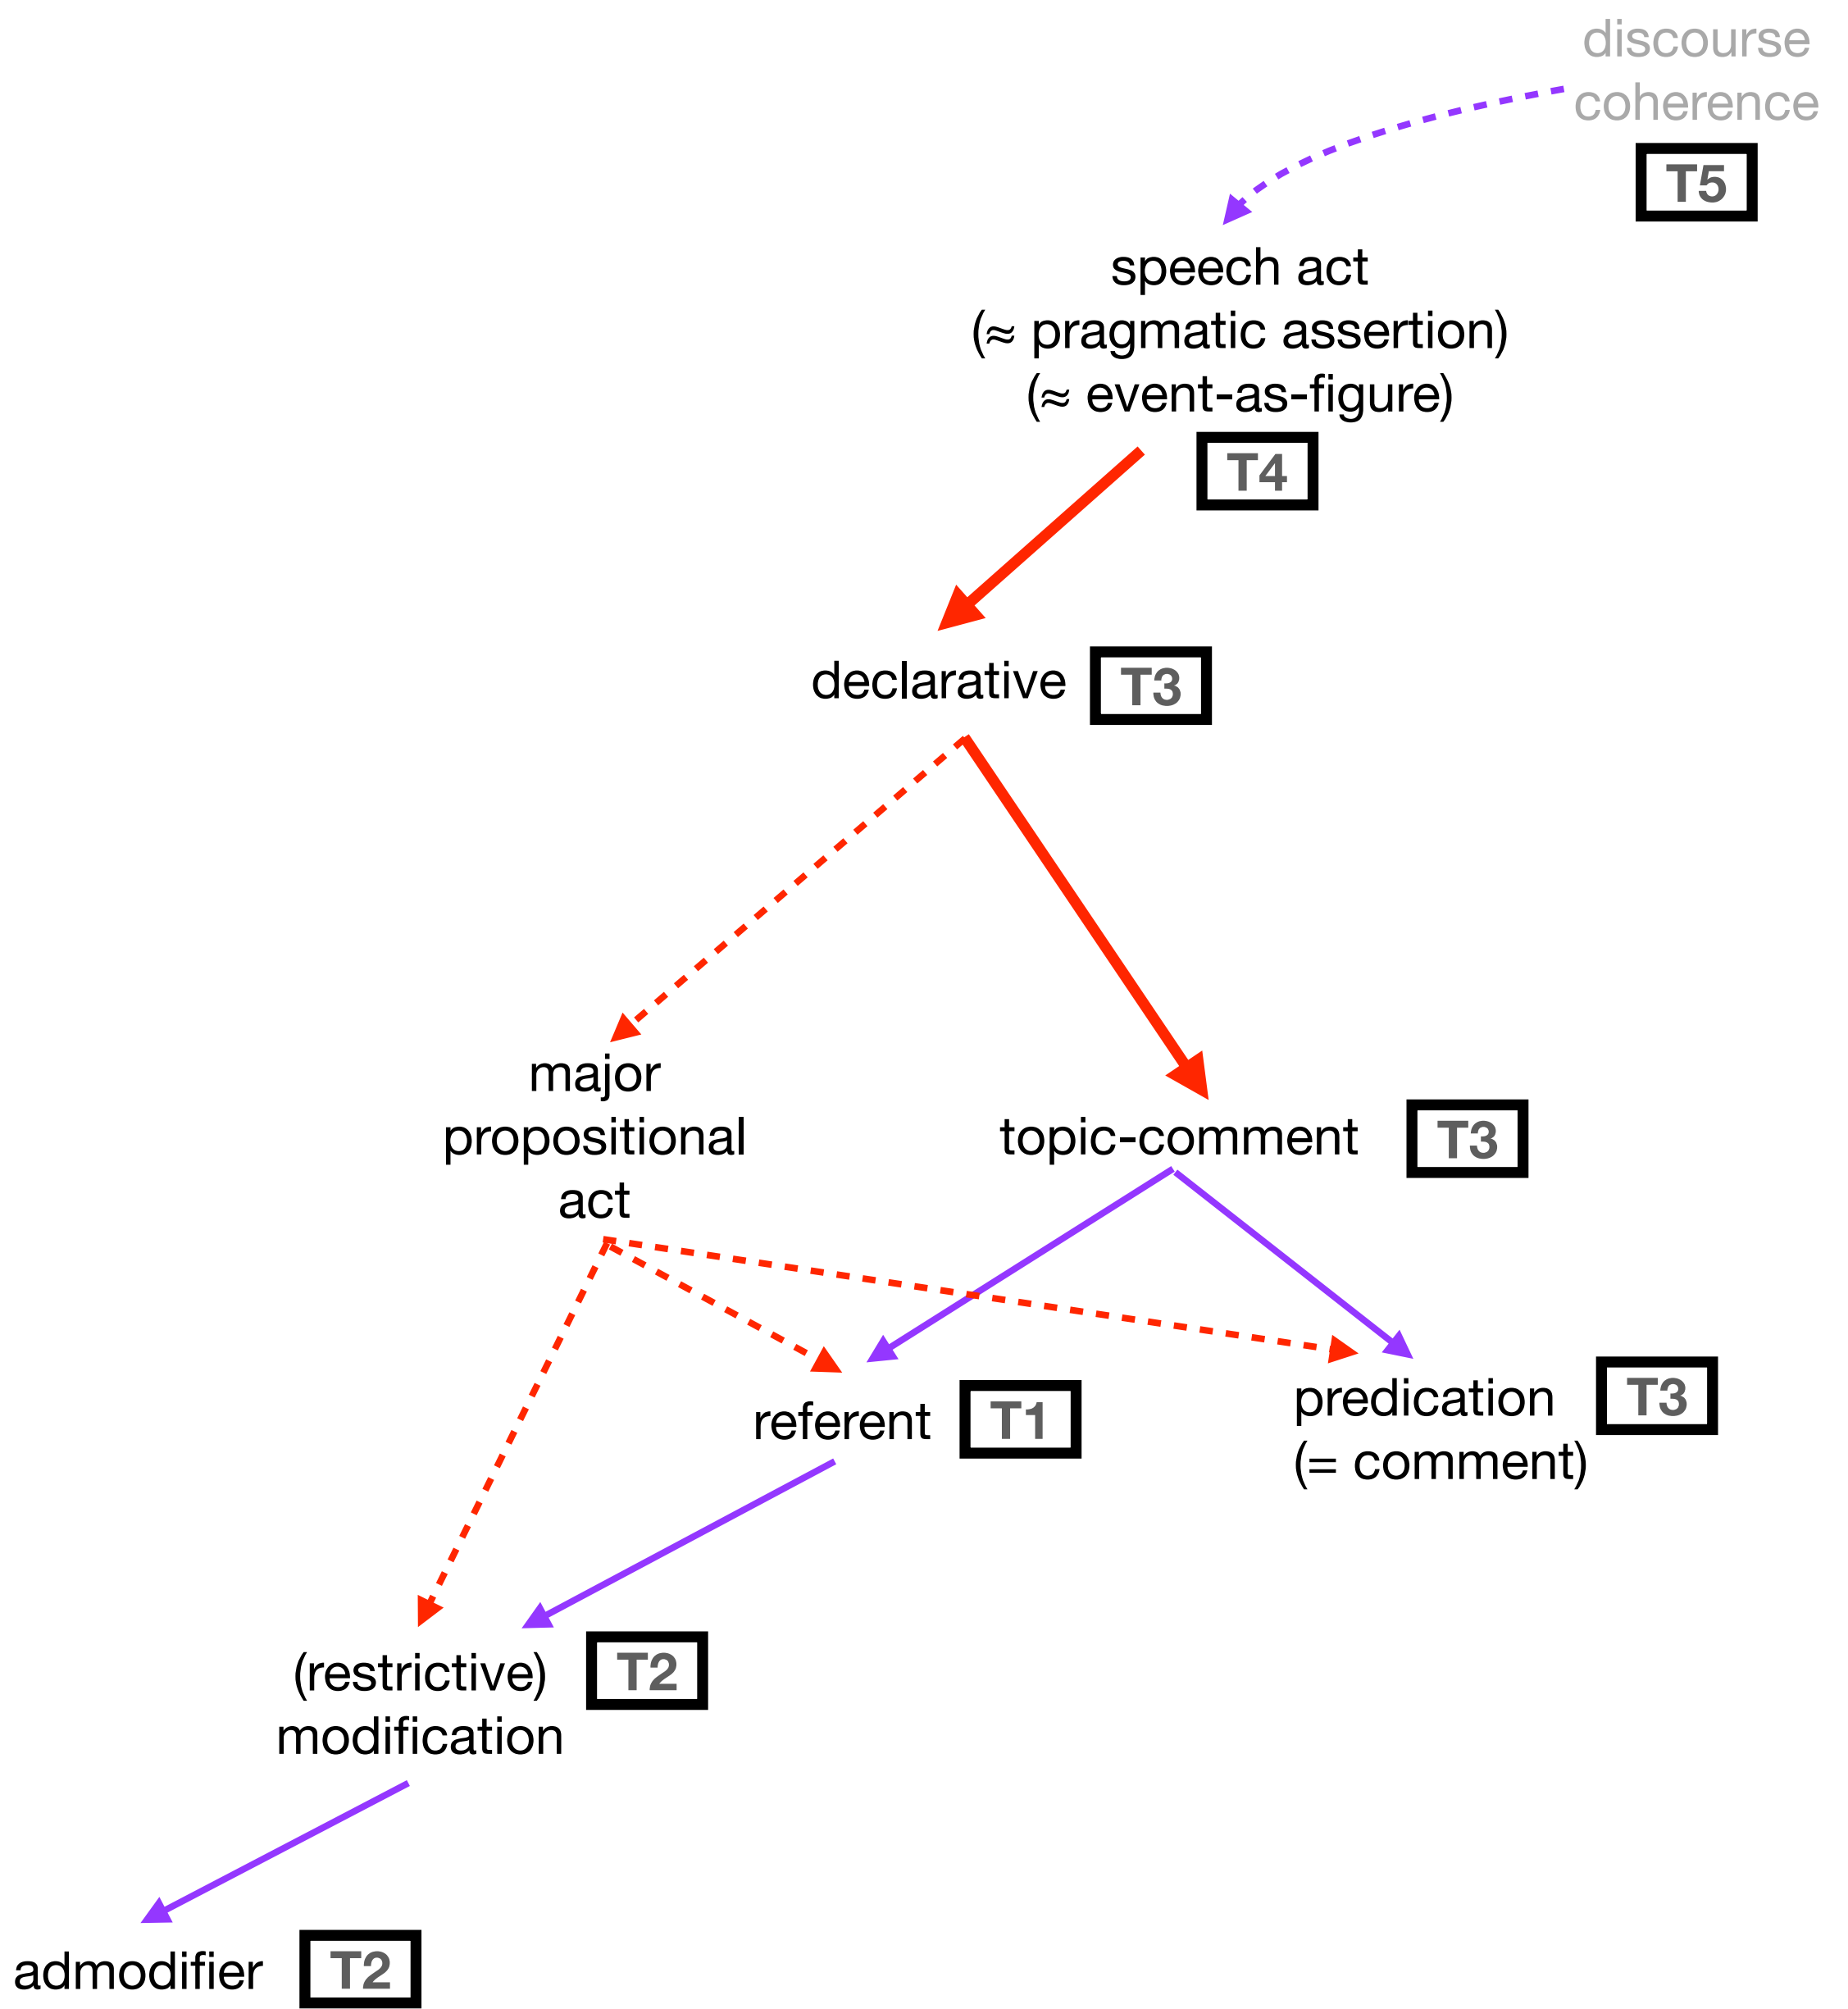 discourse
coherence
T5
speech act
(≈ pragmatic assertion)
(≈ event-as-figure)
T4
declarative T3
major
propositional
act
topic-comment T3
referent T1
predication T3
(= comment)
(restrictive) T2
modification
admodifier T2